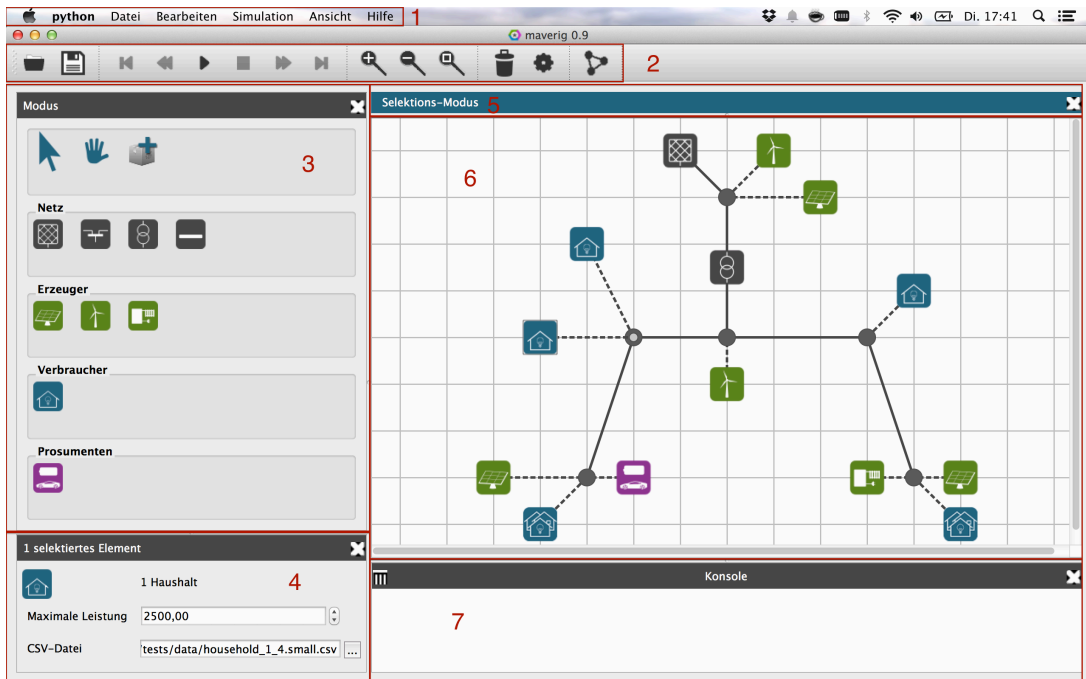 python Datei Bearbeiten Simulation Ansicht Hilfe 1 Di. 17:41
maverig 0.9
2
Modus
3
Netz
Erzeuger
Verbraucher
Prosumenten
Selektions-Modus 5
6
1 selektiertes Element
1 Haushalt 4
Maximale Leistung 2500,00
CSV-Datei 'tests/data/household_1_4.small.csv ...
Konsole
7